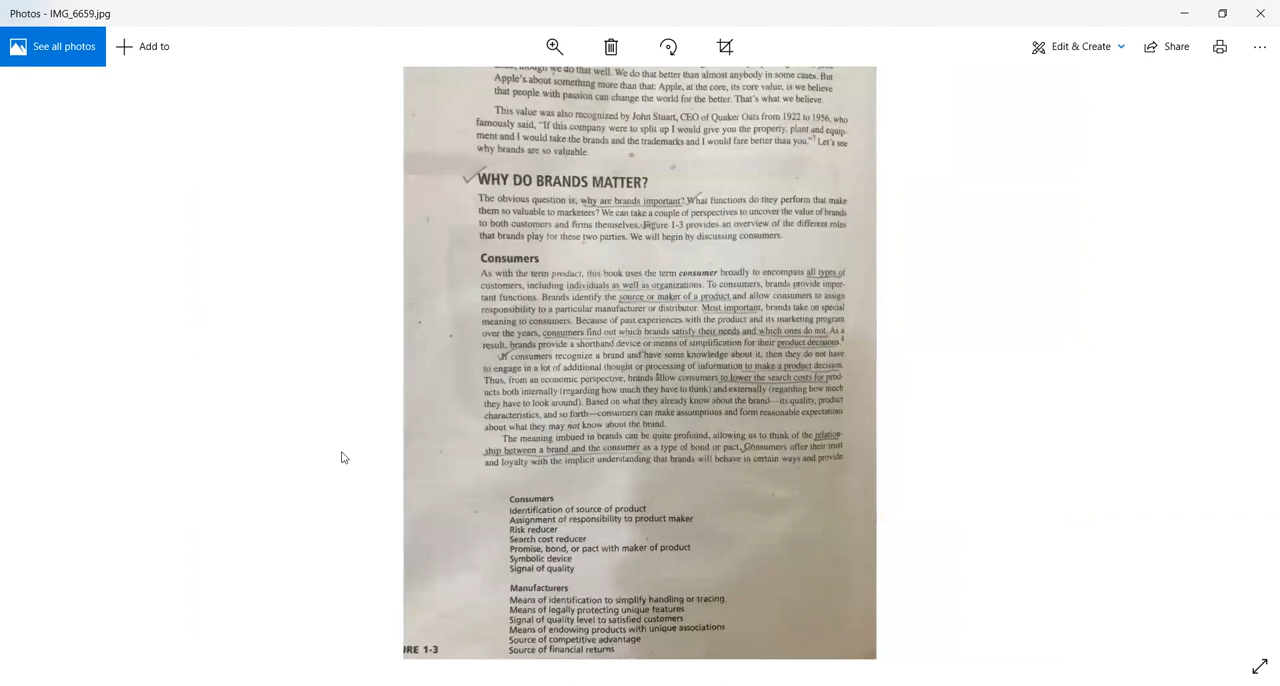 Photos - IMG_6659.jpg
See all photos
Add to
Edit & Create
Share
though we do that well. We do that better than almost anybody in some cases. But
Apple's about something more than that: Apple, at the core, its core value, is we believe
that people with passion can change the world for the better. That's what we believe.
This value was also recognized by John Stuart, CEO of Quaker Oats from 1922 to 1956, who
famously said, "If this company were to split up I would give you the property, plant and equip-
ment and I would take the brands and the trademarks and I would fare better than you."7 Let's see
why brands are so valuable.
WHY DO BRANDS MATTER?
The obvious question is, why are brands important? What functions do they perform that make
them so valuable to marketers? We can take a couple of perspectives to uncover the value of brands
to both customers and firms themselves. Figure 1-3 provides an overview of the different roles
that brands play for these two parties. We will begin by discussing consumers.
Consumers
As with the term product, this book uses the term consumer broadly to encompass all types of
customers, including individuals as well as organizations. To consumers, brands provide impor-
tant functions. Brands identify the source or maker of a product and allow consumers to assign
responsibility to a particular manufacturer or distributor. Most important, brands take on special
meaning to consumers. Because of past experiences with the product and its marketing program
over the years, consumers find out which brands satisfy their needs and which ones do not. As a
result, brands provide a shorthand device or means of simplification for their product decisions.8
If consumers recognize a brand and have some knowledge about it, then they do not have
to engage in a lot of additional thought or processing of information to make a product decision.
Thus, from an economic perspective, brands allow consumers to lower the search costs for prod-
ucts both internally (regarding how much they have to think) and externally (regarding how much
they have to look around). Based on what they already know about the brand—its quality, product
characteristics, and so forth—consumers can make assumptions and form reasonable expectations
about what they may not know about the brand.
The meaning imbued in brands can be quite profound, allowing us to think of the relation-
ship between a brand and the consumer as a type of bond or pact. Consumers offer their trust
and loyalty with the implicit understanding that brands will behave in certain ways and provide
Consumers
Identification of source of product
Assignment of responsibility to product maker
Risk reducer
Search cost reducer
Promise, bond, or pact with maker of product
Symbolic device
Signal of quality
Manufacturers
Means of identification to simplify handling or tracing
Means of legally protecting unique features
Signal of quality level to satisfied customers
Means of endowing products with unique associations
Source of competitive advantage
Source of financial returns
URE 1-3